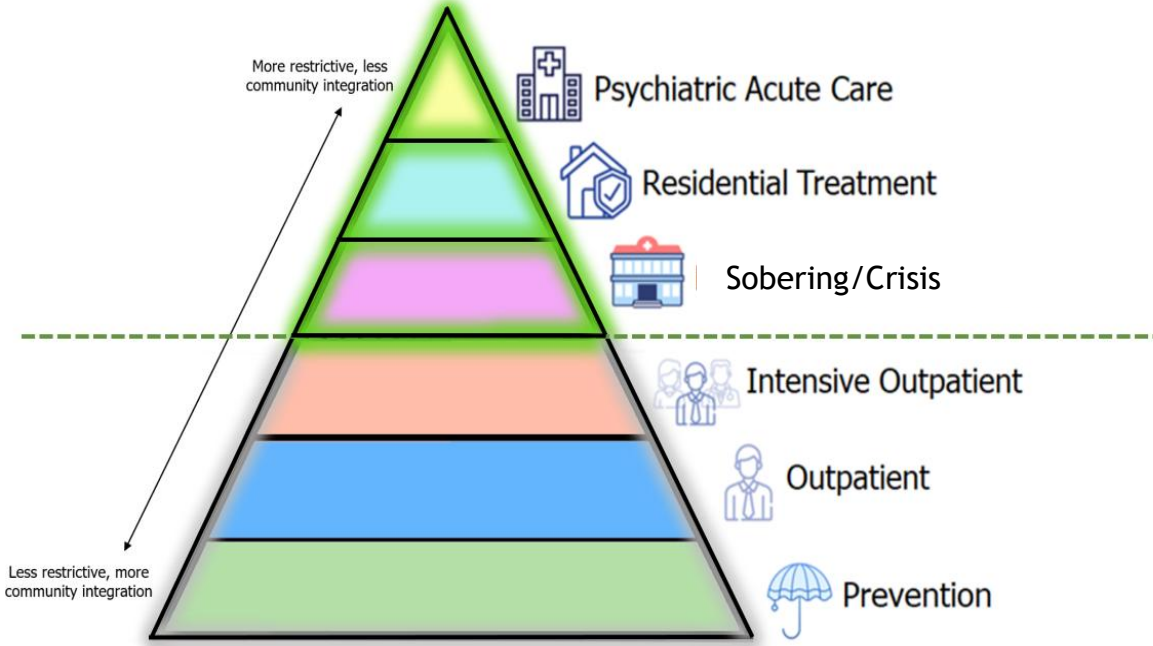 More restrictive, less
community integration
Psychiatric Acute Care
Residential Treatment
Sobering/Crisis
Intensive Outpatient
Outpatient
Less restrictive, more
community integration
Prevention